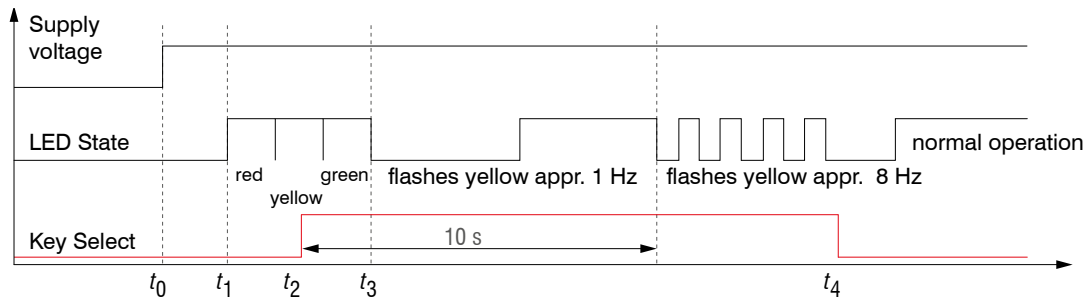 Supply
voltage
LED State
normal operation
red
green
flashes yellow appr. 1 Hz
flashes yellow appr. 8 Hz
yellow
Key Select
10 s
t0
t1
t2
t3
t4